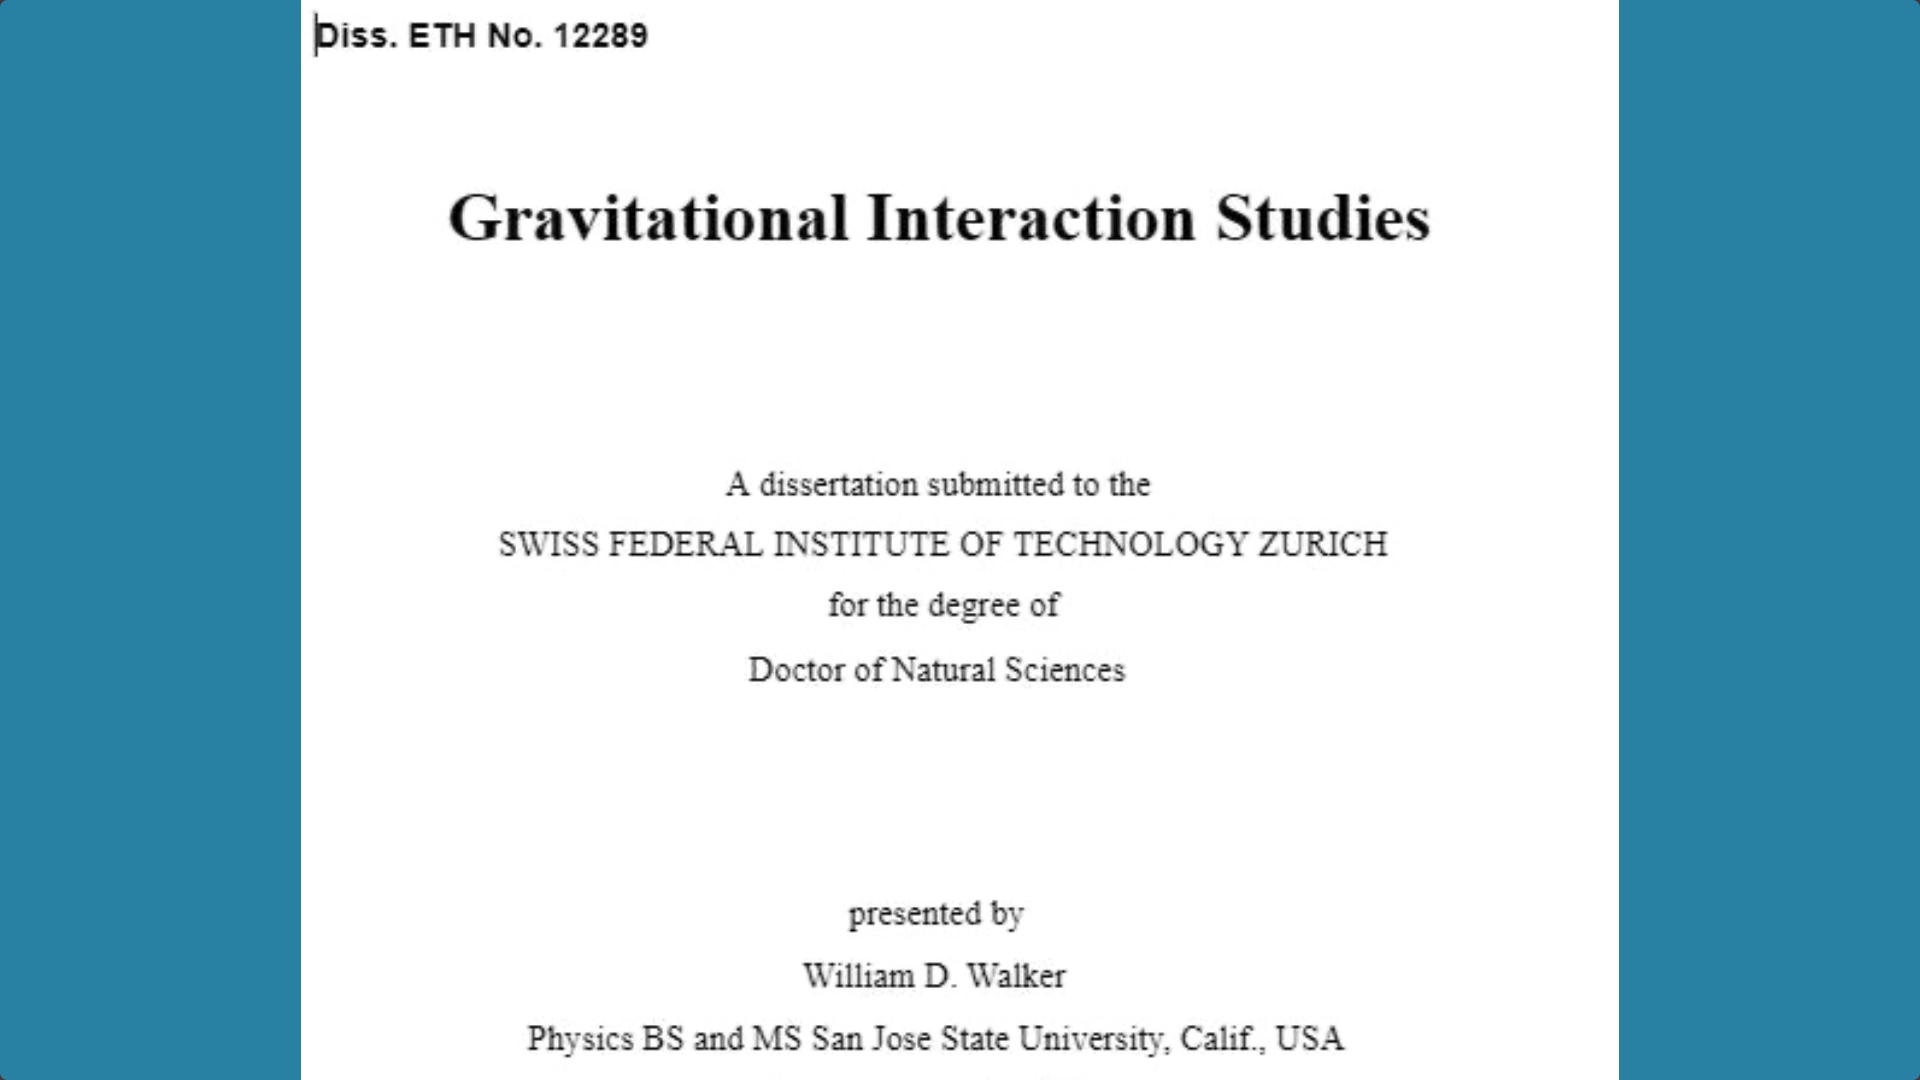 Diss. ETH No. 12289
Gravitational Interaction Studies
A dissertation submitted to the
SWISS FEDERAL INSTITUTE OF TECHNOLOGY ZURICH
for the degree of
Doctor of Natural Sciences
presented by
William D. Walker
Physics BS and MS San Jose State University, Calif., USA